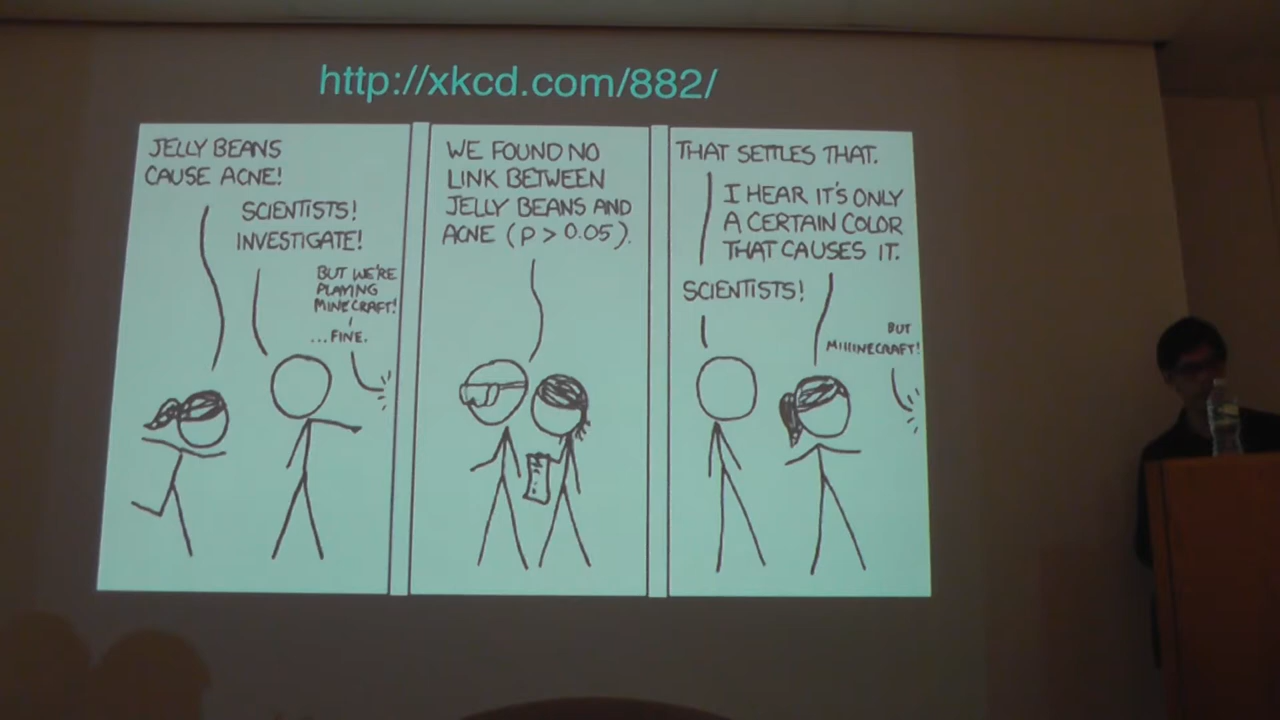 http://xkcd.com/882/
JELLY BEANS
CAUSE ACNE!
SCIENTISTS!
INVESTIGATE!
BUT WE'RE
PLAYING
MINECRAFT!
...FINE.
WE FOUND NO
LINK BETWEEN
JELLY BEANS AND
ACNE (P > 0.05).
THAT SETTLES THAT.
I HEAR IT'S ONLY
A CERTAIN COLOR
THAT CAUSES IT.
SCIENTISTS!
BUT
MIIIINECRAFT!